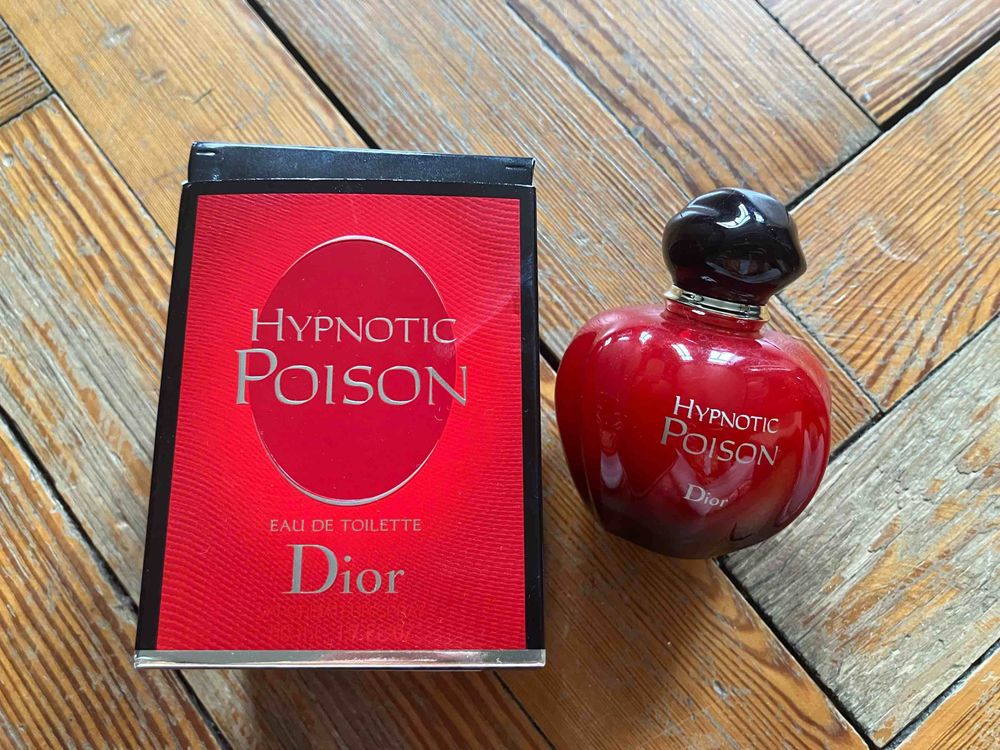 HYPNOTIC
POISON
EAU DE TOILETTE
Dior
HYPNOTIC
POISON
Dior